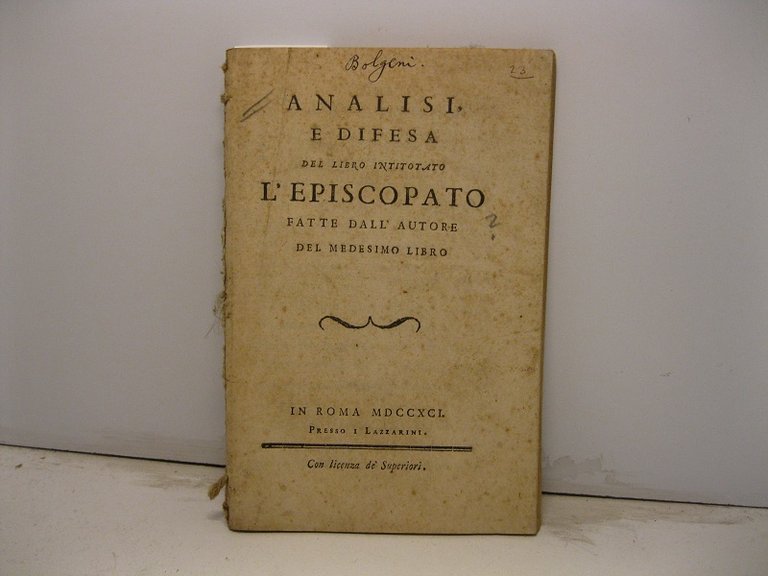 Bolgeni.
23
ANALISI,
E DIFESA
DEL LIBRO INTITOTATO
L'EPISCOPATO
FATTE DALL' AUTORE
?
DEL MEDESIMO LIBRO
IN ROMA MDCCXCI.
PRESSO I LAZZARINI.
Con licenza de' Superiori.